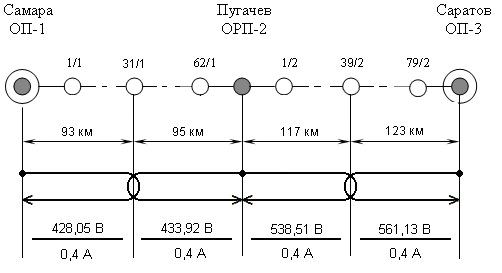 Самара Пугачев Саратов
ОП-1 ОРП-2 ОП-3
1/1 31/1 62/1 1/2 39/2 79/2
93 км 95 км 117 км 123 км
428,05 В 433,92 В 538,51 В 561,13 В
0,4 А 0,4 А 0,4 А 0,4 А